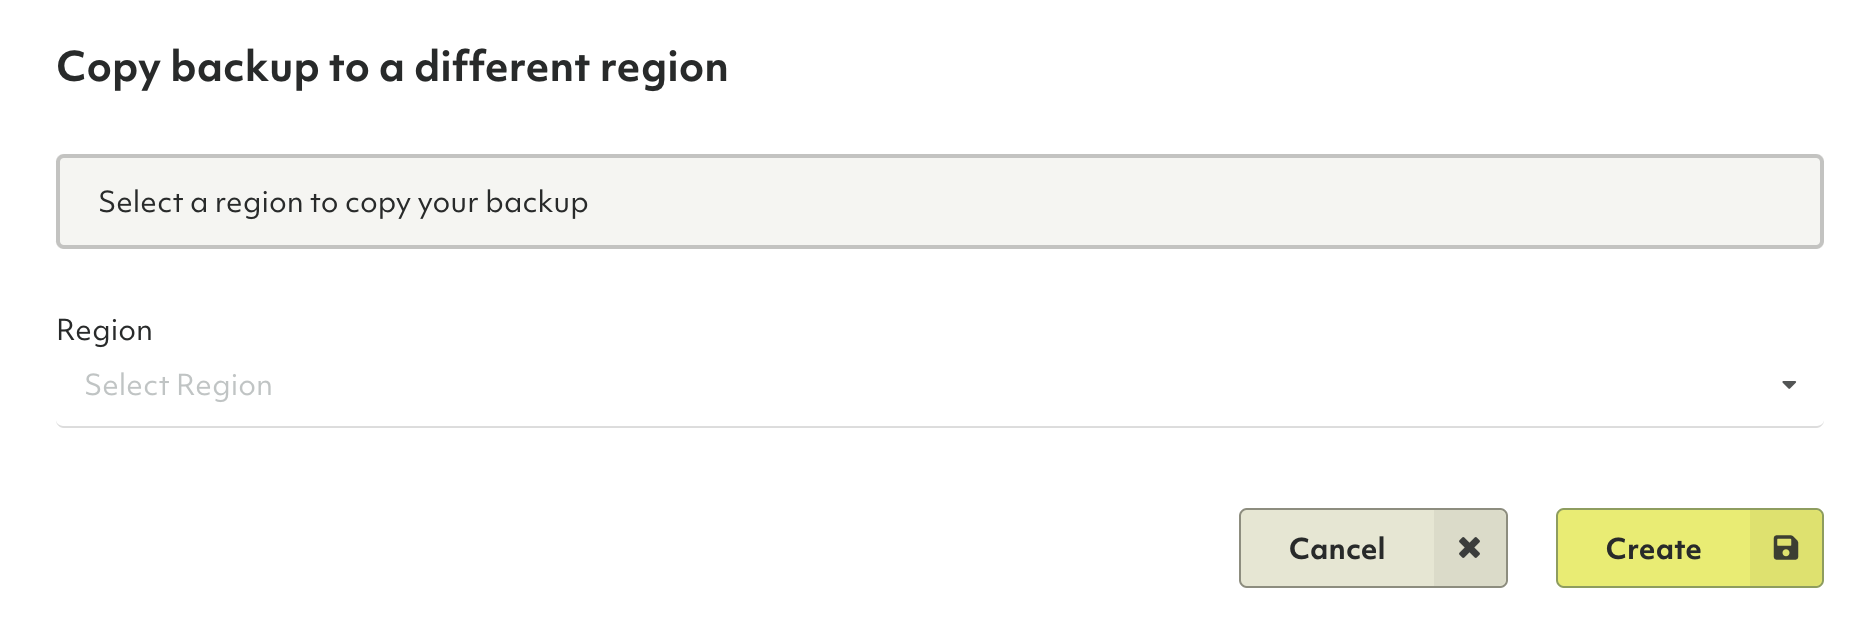 Copy backup to a different region
Select a region to copy your backup
Region
Select Region
Cancel
Create